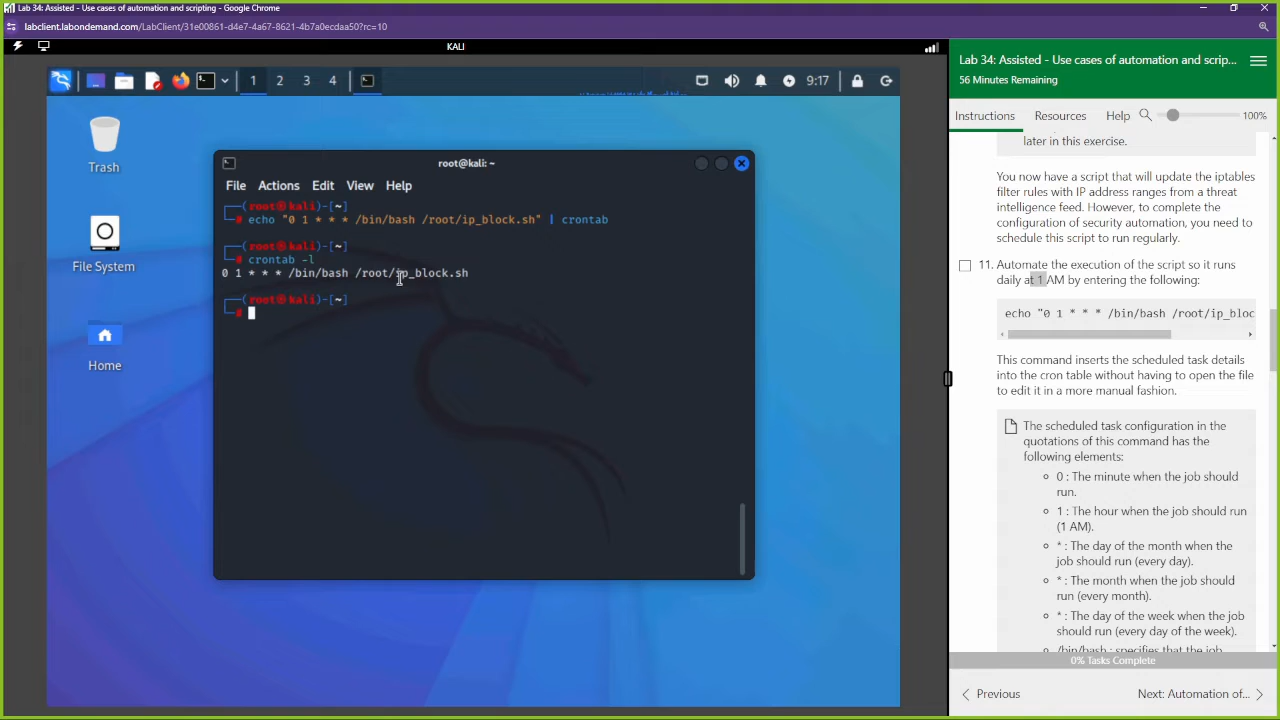 Lab 34: Assisted - Use cases of automation and scripting - Google Chrome
labclient.labondemand.com/LabClient/31e00861-d4e7-4a67-8621-4b7a0ecdaa50?rc=10
KALI
1 2 3 4
9:17
Trash
File System
Home
root@kali: ~
File Actions Edit View Help
┌──(root㉿kali)-[~]
└─# echo "0 1 * * * /bin/bash /root/ip_block.sh" | crontab
┌──(root㉿kali)-[~]
└─# crontab -l
0 1 * * * /bin/bash /root/ip_block.sh
┌──(root㉿kali)-[~]
└─#
Lab 34: Assisted - Use cases of automation and scrip...
56 Minutes Remaining
Instructions Resources Help 100%
later in this exercise.
You now have a script that will update the iptables
filter rules with IP address ranges from a threat
intelligence feed. However, to complete the
configuration of security automation, you need to
schedule this script to run regularly.
11. Automate the execution of the script so it runs
daily at 1 AM by entering the following:
echo "0 1 * * * /bin/bash /root/ip_bloc
This command inserts the scheduled task details
into the cron table without having to open the file
to edit it in a more manual fashion.
The scheduled task configuration in the
quotations of this command has the
following elements:
0 : The minute when the job should
run.
1 : The hour when the job should run
(1 AM).
* : The day of the month when the
job should run (every day).
* : The month when the job should
run (every month).
* : The day of the week when the job
should run (every day of the week).
/bin/bash : specifies that the job
0% Tasks Complete
Previous
Next: Automation of...